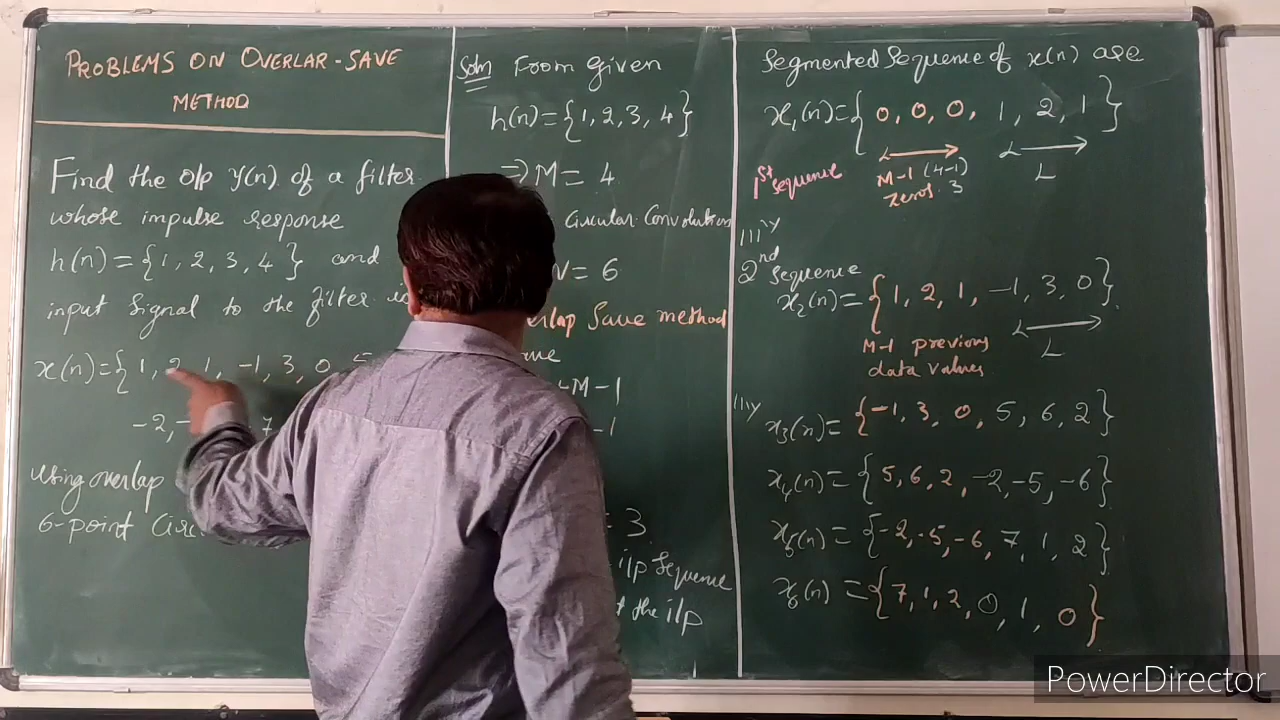 PROBLEMS ON OVERLAR-SAVE
METHOD
Find the o/p y(n) of a filter
whose impulse response
h(n)={1, 2, 3, 4} and
input signal to the filter
x(n)={1, 2, 1, -1, 3, 0,
-2, 7
using overlap
6-point
Soln From given
h(n)={1, 2, 3, 4}
⇒ M = 4
Circular Convolution
= 6
Save method
M-1
-1
= 3
i/p sequence
the i/p
Segmented Sequence of x(n) are
x1(n)={0, 0, 0, 1, 2, 1}
1st sequence
M-1 (4-1)
zeros 3
L
111ly
2nd sequence
x2(n)={1, 2, 1, -1, 3, 0}
L
M-1 previous
data values
111ly
x3(n)={-1, 3, 0, 5, 6, 2}
x4(n)={5, 6, 2, -2, -5, -6}
x5(n)={-2, -5, -6, 7, 1, 2}
x6(n)={7, 1, 2, 0, 1, 0}
PowerDirector